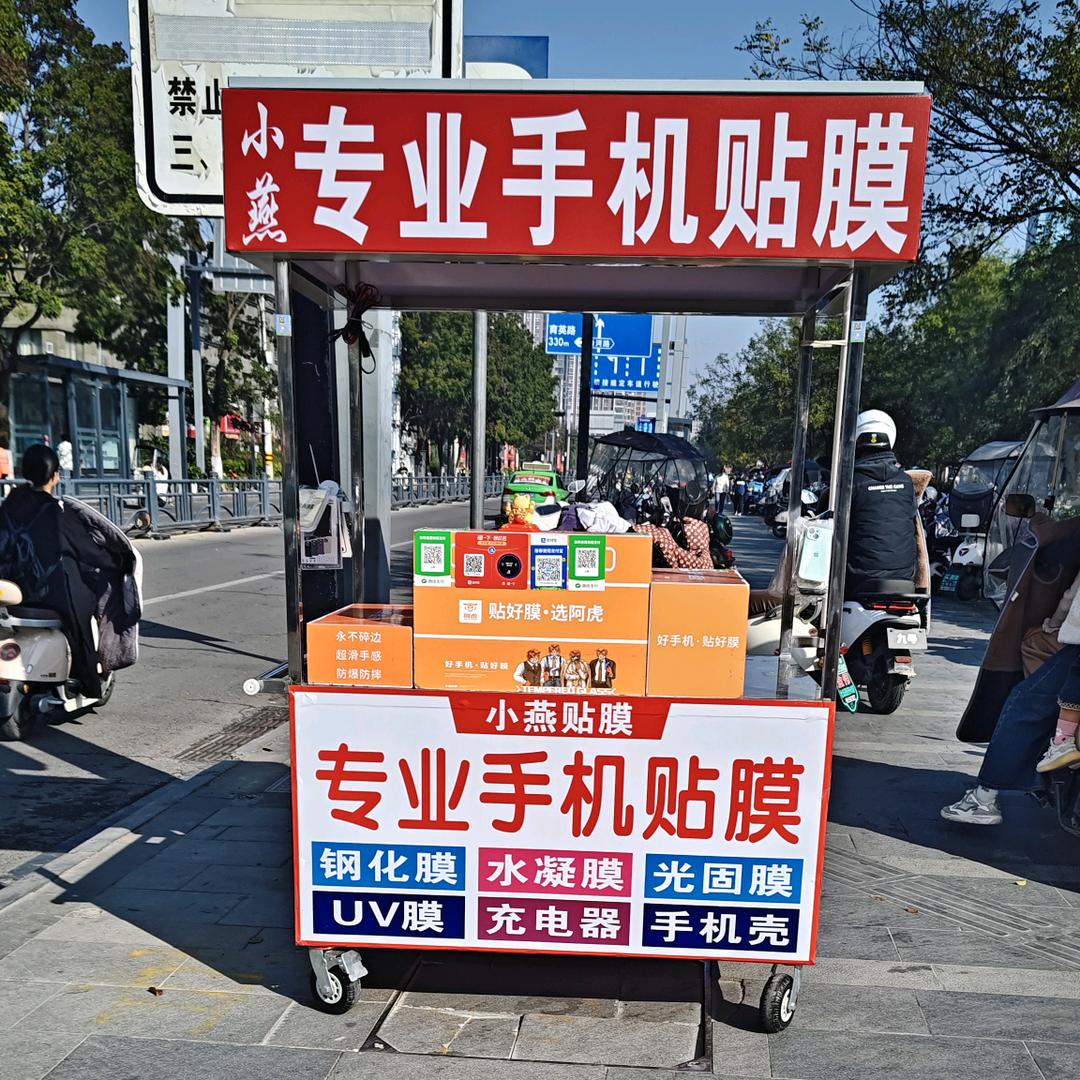 禁止
三、
小燕
专业手机贴膜
育英路
330m
贴好膜·选阿虎
永不碎边
超滑手感
防爆防摔
好手机·贴好膜
好手机·贴好膜
TEMPERED GLASS
小燕贴膜
专业手机贴膜
钢化膜
水凝膜
光固膜
UV膜
充电器
手机壳